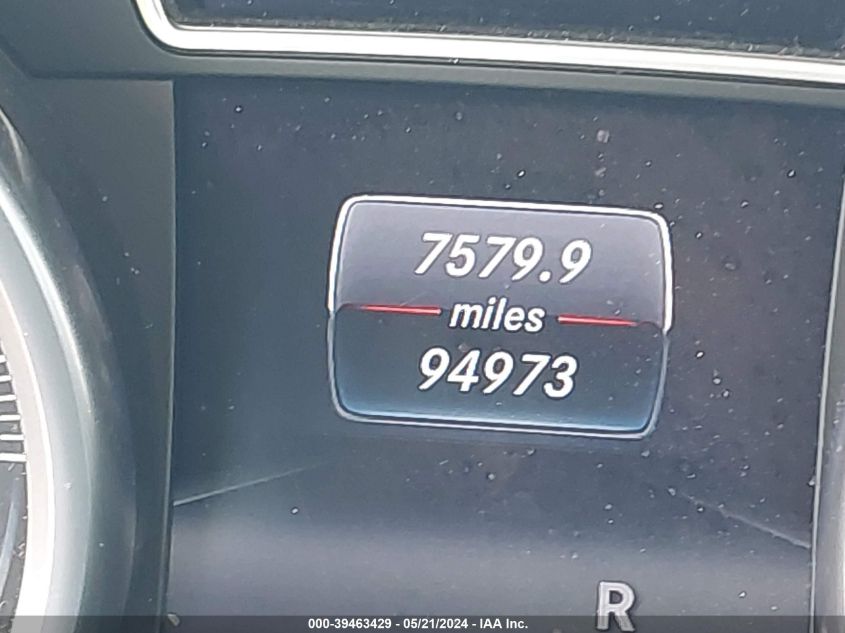 7579.9
miles
94973
R
000-39463429 - 05/21/2024 - IAA Inc.